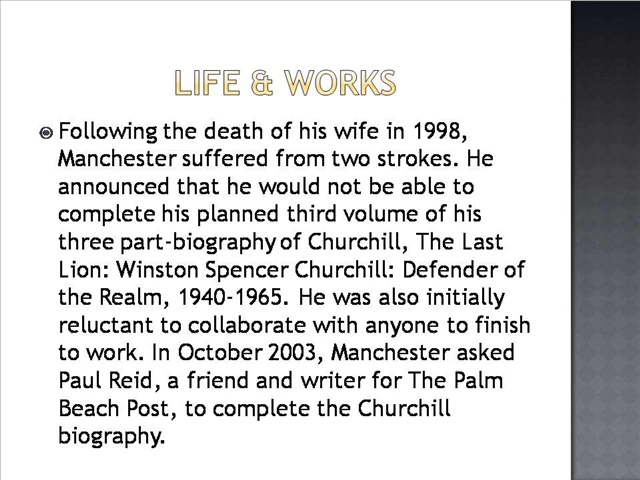 LIFE & WORKS
Following the death of his wife in 1998,
Manchester suffered from two strokes. He
announced that he would not be able to
complete his planned third volume of his
three part-biography of Churchill, The Last
Lion: Winston Spencer Churchill: Defender of
the Realm, 1940-1965. He was also initially
reluctant to collaborate with anyone to finish
to work. In October 2003, Manchester asked
Paul Reid, a friend and writer for The Palm
Beach Post, to complete the Churchill
biography.